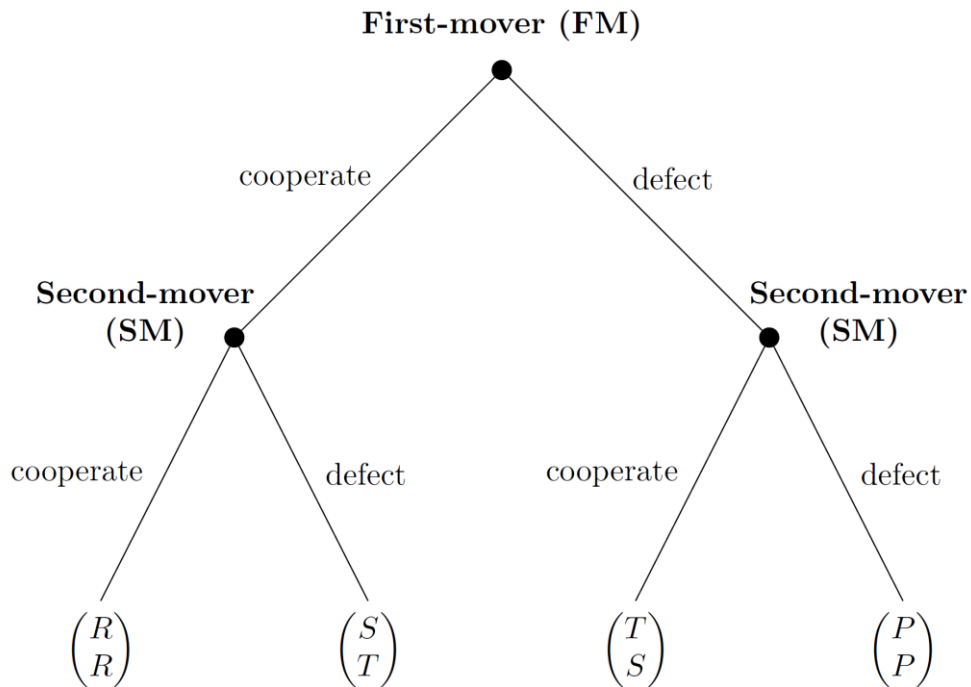 First-mover (FM)
cooperate
defect
Second-mover
(SM)
Second-mover
(SM)
cooperate
defect
cooperate
defect
R
R
S
T
T
S
P
P